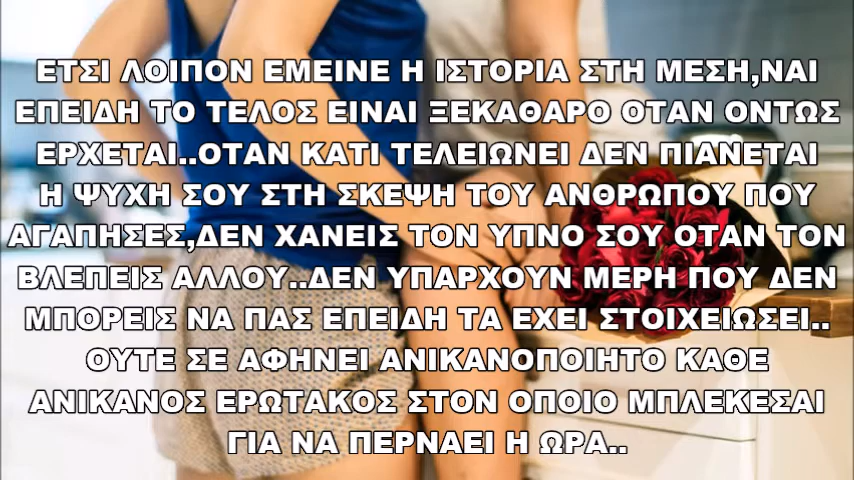 ΕΤΣΙ ΛΟΙΠΟΝ ΕΜΕΙΝΕ Η ΙΣΤΟΡΙΑ ΣΤΗ ΜΕΣΗ,ΝΑΙ
ΕΠΕΙΔΗ ΤΟ ΤΕΛΟΣ ΕΙΝΑΙ ΞΕΚΑΘΑΡΟ ΟΤΑΝ ΟΝΤΩΣ
ΕΡΧΕΤΑΙ..ΟΤΑΝ ΚΑΤΙ ΤΕΛΕΙΩΝΕΙ ΔΕΝ ΠΙΑΝΕΤΑΙ
Η ΨΥΧΗ ΣΟΥ ΣΤΗ ΣΚΕΨΗ ΤΟΥ ΑΝΘΡΩΠΟΥ ΠΟΥ
ΑΓΑΠΗΣΕΣ,ΔΕΝ ΧΑΝΕΙΣ ΤΟΝ ΥΠΝΟ ΣΟΥ ΟΤΑΝ ΤΟΝ
ΒΛΕΠΕΙΣ ΑΛΛΟΥ..ΔΕΝ ΥΠΑΡΧΟΥΝ ΜΕΡΗ ΠΟΥ ΔΕΝ
ΜΠΟΡΕΙΣ ΝΑ ΠΑΣ ΕΠΕΙΔΗ ΤΑ ΕΧΕΙ ΣΤΟΙΧΕΙΩΣΕΙ..
ΟΥΤΕ ΣΕ ΑΦΗΝΕΙ ΑΝΙΚΑΝΟΠΟΙΗΤΟ ΚΑΘΕ
ΑΝΙΚΑΝΟΣ ΕΡΩΤΑΚΟΣ ΣΤΟΝ ΟΠΟΙΟ ΜΠΛΕΚΕΣΑΙ
ΓΙΑ ΝΑ ΠΕΡΝΑΕΙ Η ΩΡΑ..